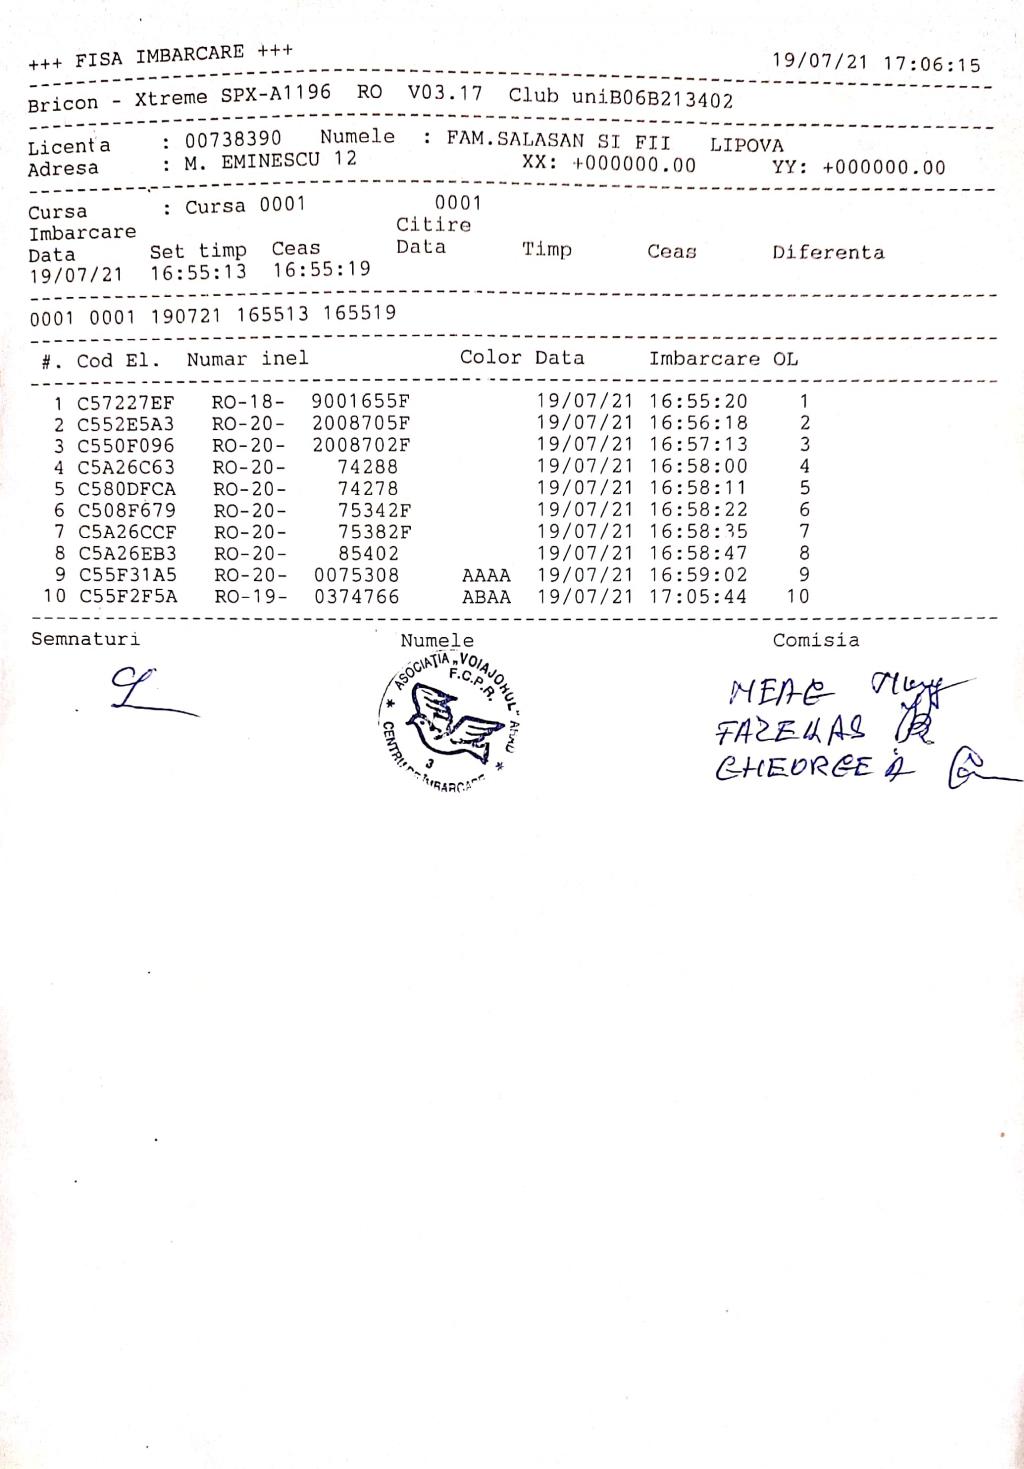 +++ FISA IMBARCARE +++ 19/07/21 17:06:15
Bricon - Xtreme SPX-A1196 RO V03.17 Club uniB06B213402
Licenta : 00738390 Numele : FAM.SALASAN SI FII LIPOVA
Adresa : M. EMINESCU 12 XX: +000000.00 YY: +000000.00
Cursa : Cursa 0001 0001
Imbarcare Citire
Data Set timp Ceas Data Timp Ceas Diferenta
19/07/21 16:55:13 16:55:19
0001 0001 190721 165513 165519
#. Cod El. Numar inel Color Data Imbarcare OL
1 C57227EF RO-18- 9001655F 19/07/21 16:55:20 1
2 C552E5A3 RO-20- 2008705F 19/07/21 16:56:18 2
3 C550F096 RO-20- 2008702F 19/07/21 16:57:13 3
4 C5A26C63 RO-20- 74288 19/07/21 16:58:00 4
5 C580DFCA RO-20- 74278 19/07/21 16:58:11 5
6 C508F679 RO-20- 75342F 19/07/21 16:58:22 6
7 C5A26CCF RO-20- 75382F 19/07/21 16:58:35 7
8 C5A26EB3 RO-20- 85402 19/07/21 16:58:47 8
9 C55F31A5 RO-20- 0075308 AAAA 19/07/21 16:59:02 9
10 C55F2F5A RO-19- 0374766 ABAA 19/07/21 17:05:44 10
Semnaturi Numele Comisia
* ASOCIAȚIA „VOIAJORUL" ARAD *
F.C.P.R.
3
CENTRU DE IMBARCARE
NEAG
FAZEKAS
GHEORGE A